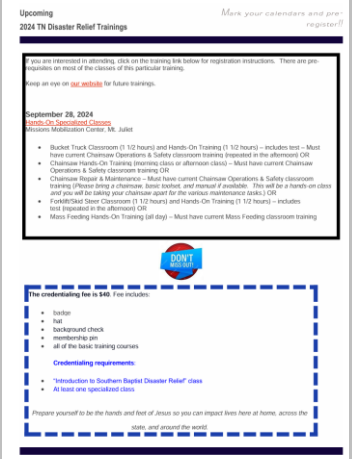 Upcoming
Mark your calendars and pre-
register!!
2024 TN Disaster Relief Trainings
If you are interested in attending, click on the training link below for registration instructions. There are pre-
requisities on most of the classes of this particular training.
Keep an eye on our website for future trainings.
September 28, 2024
Hands-On Specialized Classes
Missions Mobilization Center, Mt. Juliet
• Bucket Truck Classroom (1 1/2 hours) and Hands-On Training (1 1/2 hours) – includes test – Must
have current Chainsaw Operations & Safety classroom training (repeated in the afternoon) OR
• Chainsaw Hands-On Training (morning class or afternoon class) – Must have current Chainsaw
Operations & Safety classroom training OR
• Chainsaw Repair & Maintenance – Must have current Chainsaw Operations & Safety classroom
training (Please bring a chainsaw, basic toolset, and manual if available. This will be a hands-on class
and you will be taking your chainsaw apart for the various maintenance tasks.) OR
• Forklift/Skid Steer Classroom (1 1/2 hours) and Hands-On Training (1 1/2 hours) – includes
test (repeated in the afternoon) OR
• Mass Feeding Hands-On Training (all day) – Must have current Mass Feeding classroom training
DON'T
MISS OUT!
The credentialing fee is $40. Fee includes:
• badge
• hat
• background check
• membership pin
• all of the basic training courses
Credentialing requirements:
• "Introduction to Southern Baptist Disaster Relief" class
• At least one specialized class
Prepare yourself to be the hands and feet of Jesus so you can impact lives here at home, across the
state, and around the world.